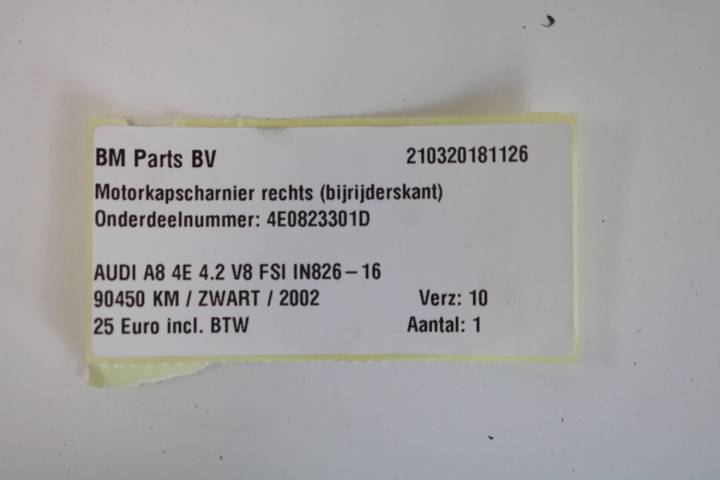 BM Parts BV 210320181126
Motorkapscharnier rechts (bijrijderskant)
Onderdeelnummer: 4E0823301D
AUDI A8 4E 4.2 V8 FSI IN826-16
90450 KM / ZWART / 2002 Verz: 10
25 Euro incl. BTW Aantal: 1